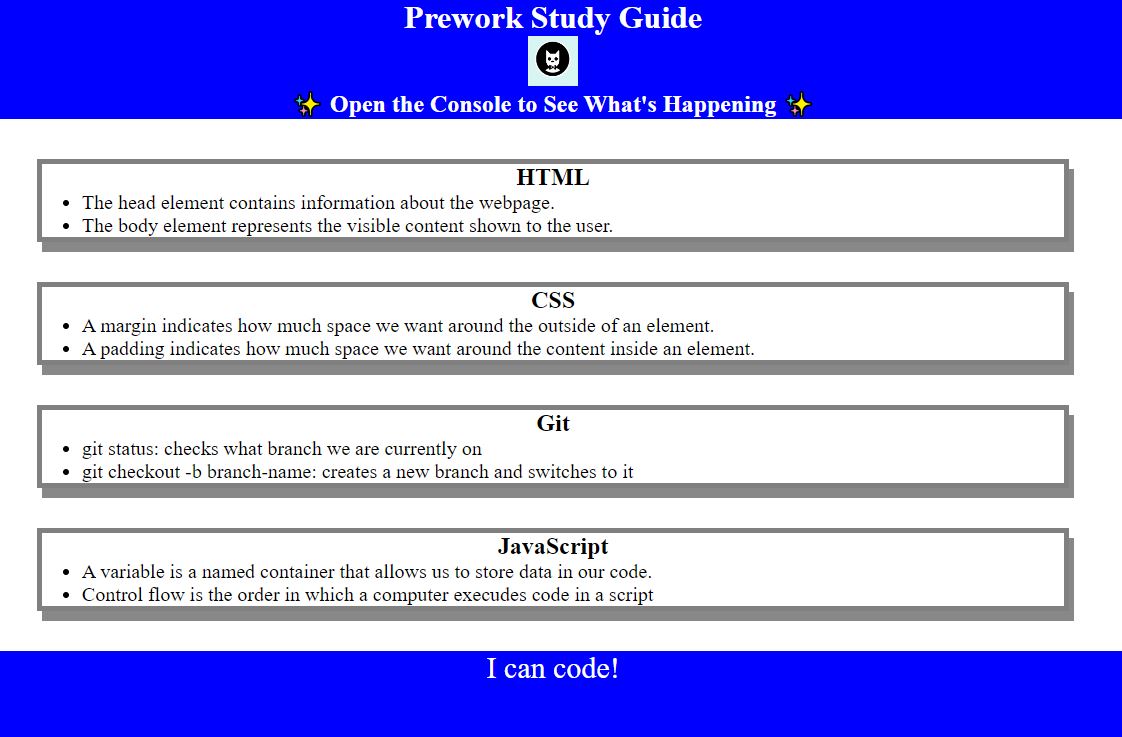 Prework Study Guide
✨ Open the Console to See What's Happening ✨
HTML
• The head element contains information about the webpage.
• The body element represents the visible content shown to the user.
CSS
• A margin indicates how much space we want around the outside of an element.
• A padding indicates how much space we want around the content inside an element.
Git
• git status: checks what branch we are currently on
• git checkout -b branch-name: creates a new branch and switches to it
JavaScript
• A variable is a named container that allows us to store data in our code.
• Control flow is the order in which a computer execudes code in a script
I can code!